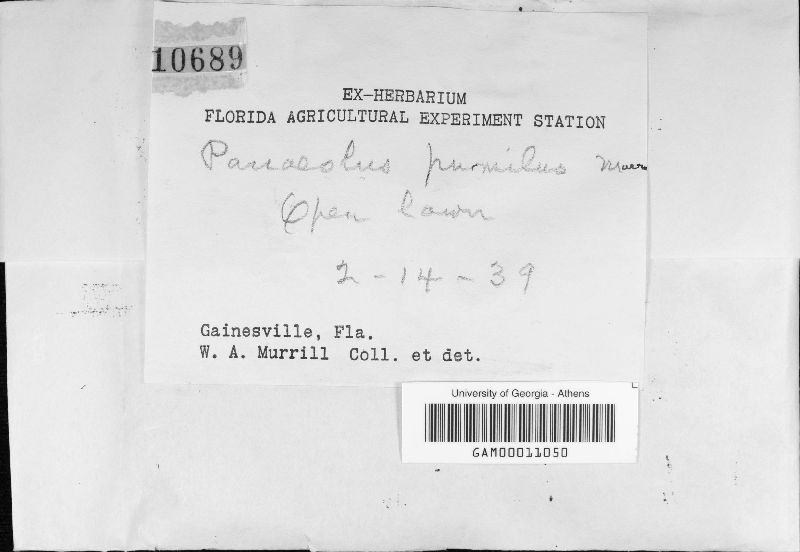 10689
EX-HERBARIUM
FLORIDA AGRICULTURAL EXPERIMENT STATION
Panaeolus pumilus Murr
Open lawn
2-14-39
Gainesville, Fla.
W. A. Murrill Coll. et det.
University of Georgia - Athens
GAM00011050